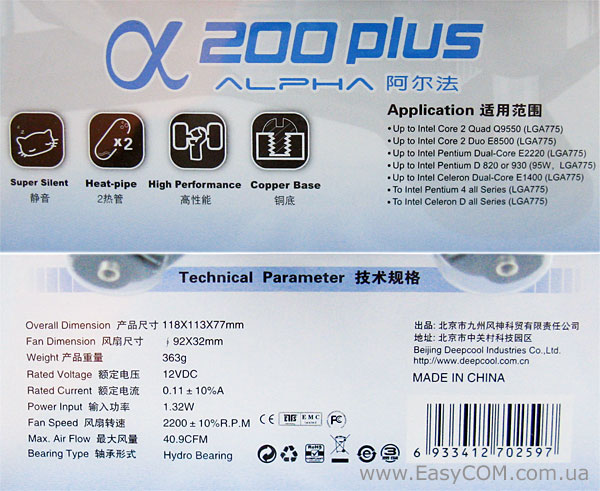 α 200 plus
ALPHA 阿尔法
Application 适用范围
• Up to Intel Core 2 Quad Q9550 (LGA775)
• Up to Intel Core 2 Duo E8500 (LGA775)
• Up to Intel Pentium Dual-Core E2220 (LGA775)
• Up to Intel Pentium D 820 or 930 (95W、LGA775)
• Up to Intel Celeron Dual-Core E1400 (LGA775)
• To Intel Pentium 4 all Series (LGA775)
• To Intel Celeron D all Series (LGA775)
x2
Super Silent
静音
Heat-pipe
2热管
High Performance
高性能
Copper Base
铜底
Technical Parameter 技术规格
Overall Dimension 产品尺寸 118X113X77mm
Fan Dimension 风扇尺寸 92X32mm
Weight 产品重量 363g
Rated Voltage 额定电压 12VDC
Rated Current 额定电流 0.11±10%A
Power Input 输入功率 1.32W
Fan Speed 风扇转速 2200±10%R.P.M
Max. Air Flow 最大风量 40.9CFM
Bearing Type 轴承形式 Hydro Bearing
出品: 北京市九州风神科贸有限责任公司
地址: 北京市中关村科技园区
Beijing Deepcool Industries Co.,Ltd.
http://www.deepcool.com.cn
MADE IN CHINA
CE
EMC
FC
RoHS
3
6 933412 702597
www.EasyCOM.com.ua